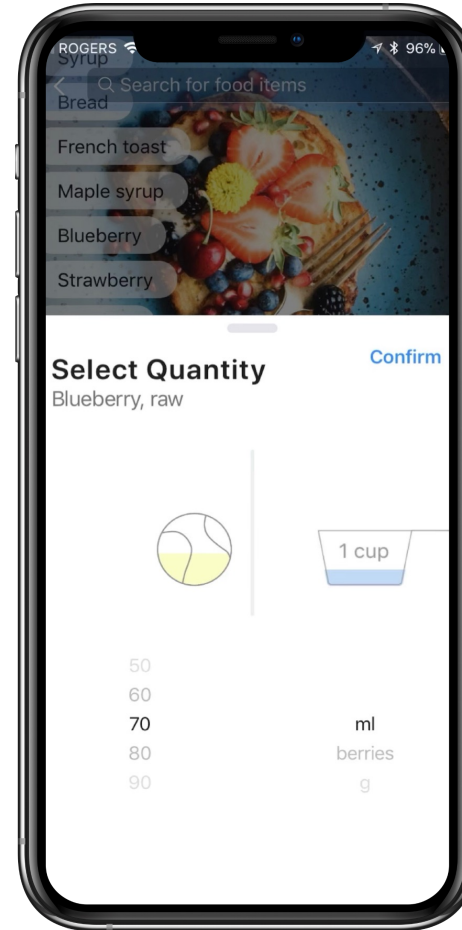 ROGERS 96%
Syrup
Search for food items
Bread
French toast
Maple syrup
Blueberry
Strawberry
Confirm
Select Quantity
Blueberry, raw
1 cup
50
60
70 ml
80 berries
90 g